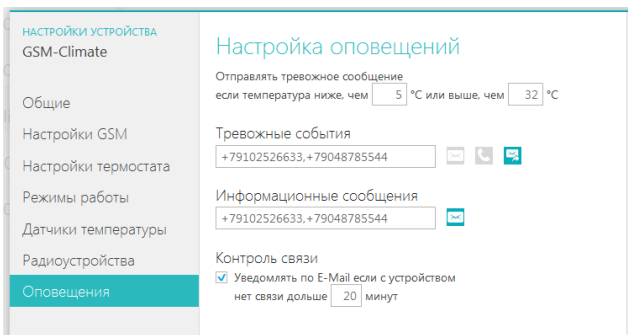 НАСТРОЙКИ УСТРОЙСТВА
GSM-Climate
Общие
Настройки GSM
Настройки термостата
Режимы работы
Датчики температуры
Радиоустройства
Оповещения
Настройка оповещений
Отправлять тревожное сообщение
если температура ниже, чем 5 °C или выше, чем 32 °C
Тревожные события
+79102526633,+79048785544
Информационные сообщения
+79102526633,+79048785544
Контроль связи
Уведомлять по E-Mail если с устройством
нет связи дольше 20 минут